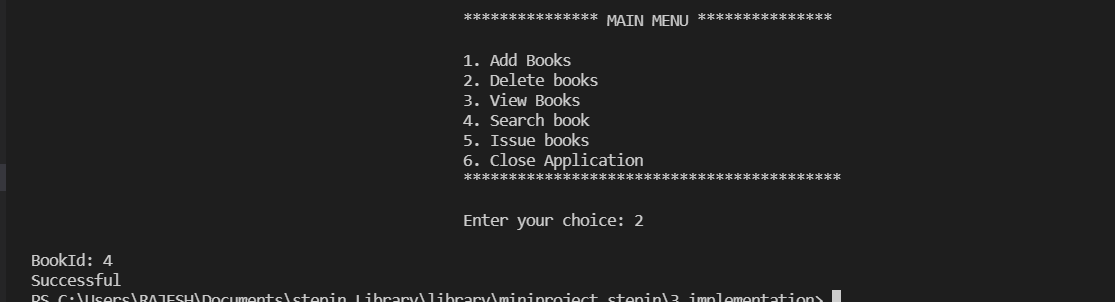 *************** MAIN MENU ***************
1. Add Books
2. Delete books
3. View Books
4. Search book
5. Issue books
6. Close Application
******************************************
Enter your choice: 2
BookId: 4
Successful
PS C:\Users\RAJESH\Documents\stepin Library\library\miniproject stepin\3 implementation>